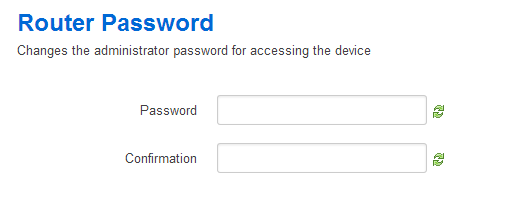 Router Password
Changes the administrator password for accessing the device
Password
Confirmation